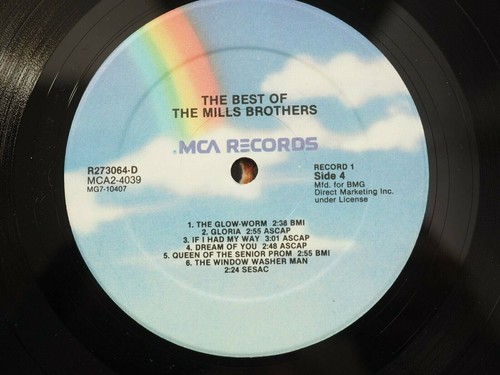 THE BEST OF
THE MILLS BROTHERS
MCA RECORDS
R273064-D
MCA2-4039
MG7-10407
RECORD 1
Side 4
Mfd. for BMG
Direct Marketing Inc.
under License
1. THE GLOW-WORM 2:38 BMI
2. GLORIA 2:55 ASCAP
3. IF I HAD MY WAY 3:01 ASCAP
4. DREAM OF YOU 2:48 ASCAP
5. QUEEN OF THE SENIOR PROM 2:55 BMI
6. THE WINDOW WASHER MAN
2:24 SESAC